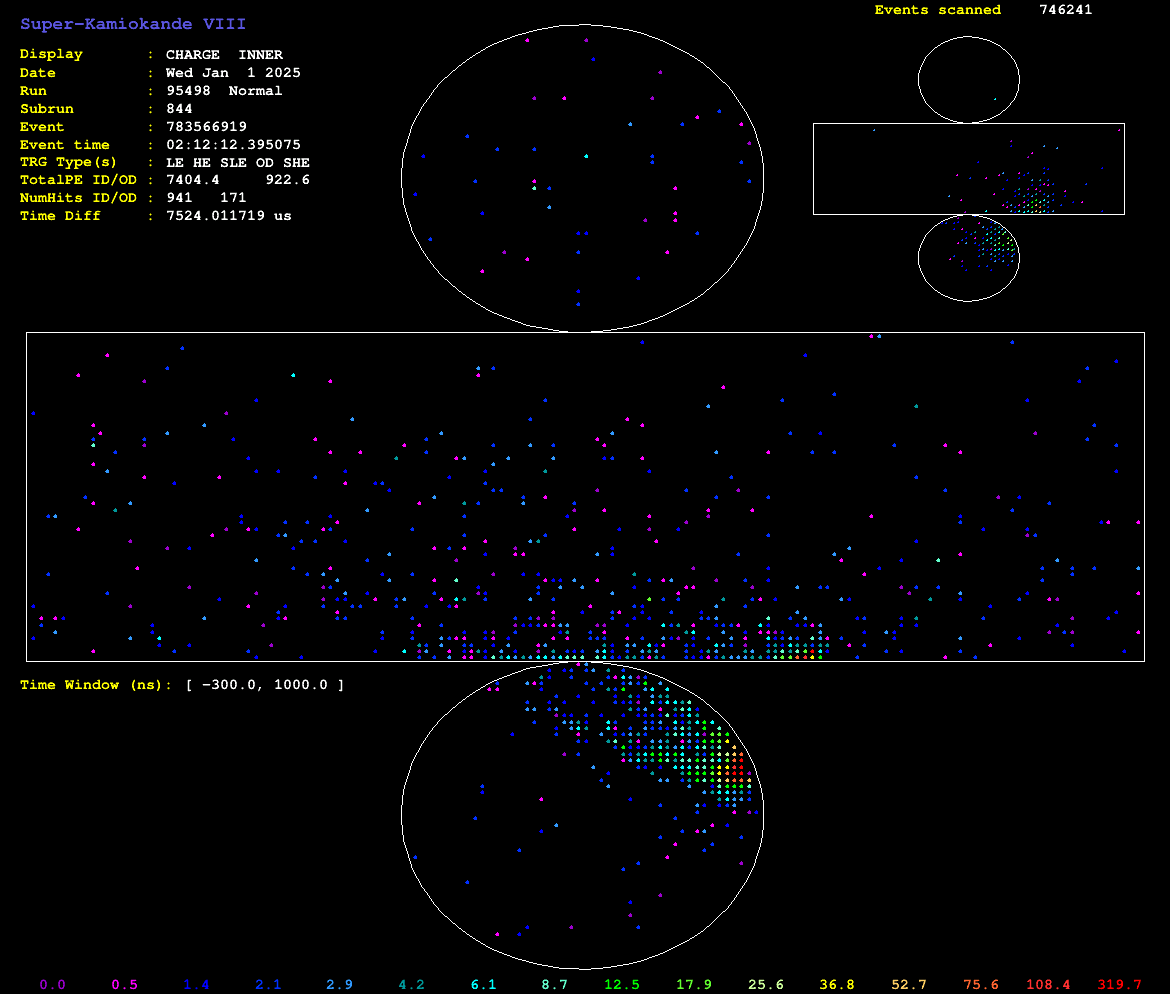 Events scanned 746241
Super-Kamiokande VIII
Display : CHARGE INNER
Date : Wed Jan 1 2025
Run : 95498 Normal
Subrun : 844
Event : 783566919
Event time : 02:12:12.395075
TRG Type(s) : LE HE SLE OD SHE
TotalPE ID/OD : 7404.4 922.6
NumHits ID/OD : 941 171
Time Diff : 7524.011719 us
Time Window (ns): [ −300.0, 1000.0 ]
0.0 0.5 1.4 2.1 2.9 4.2 6.1 8.7 12.5 17.9 25.6 36.8 52.7 75.6 108.4 319.7